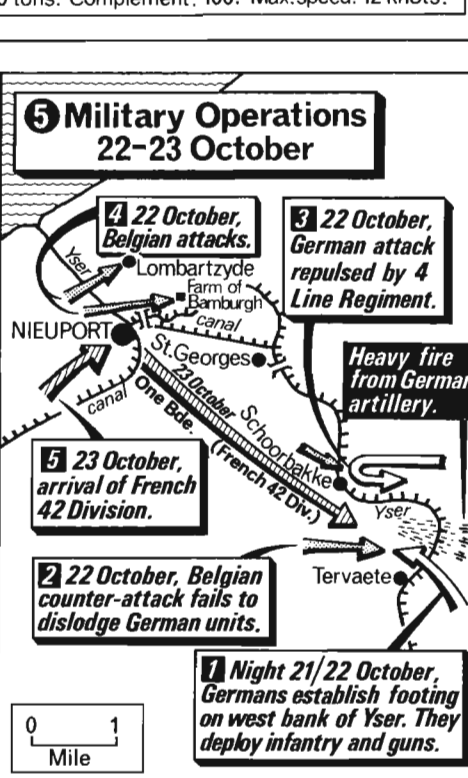 tons. Complement. 100. Max.speed. 12 knots.
5 Military Operations
22-23 October
4 22 October,
Belgian attacks.
3 22 October,
German attack
repulsed by 4
Line Regiment.
Yser
Lombartzyde
Farm of
Bamburgh
canal
NIEUPORT
St.Georges
Heavy fire
from German
artillery.
canal
23 October
One Bde. (French 42 Div.)
Schoorbakke
Yser
5 23 October,
arrival of French
42 Division.
2 22 October, Belgian
counter-attack fails to
dislodge German units.
Tervaete
1 Night 21/22 October,
Germans establish footing
on west bank of Yser. They
deploy infantry and guns.
0 1
Mile